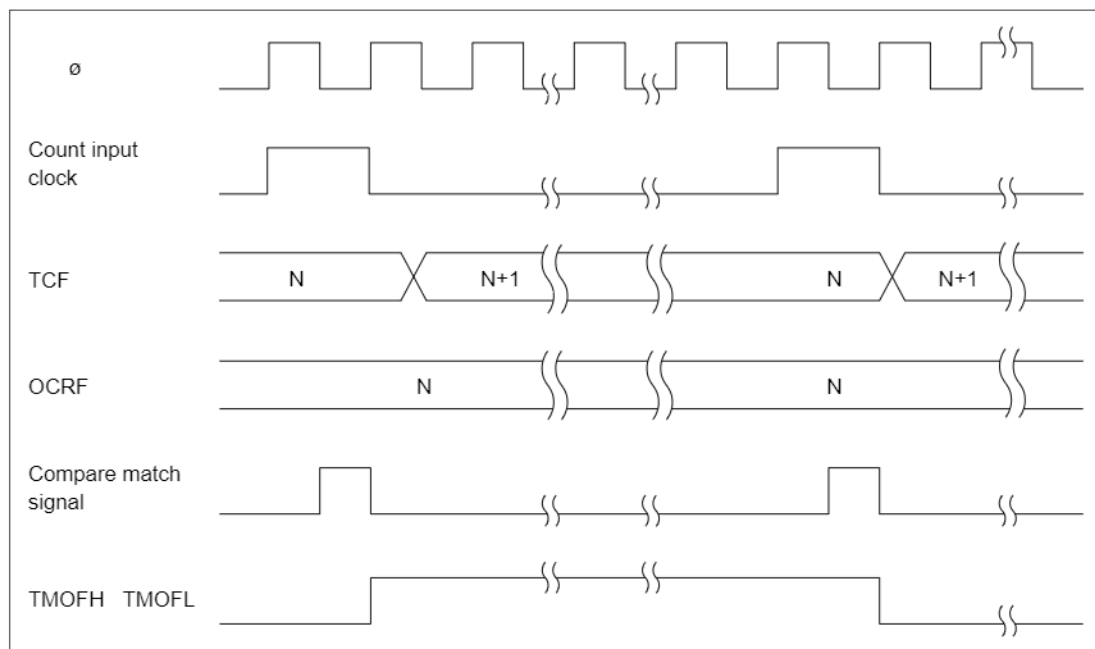 ø
Count input
clock
TCF
N
N+1
N
N+1
OCRF
N
N
Compare match
signal
TMOFH TMOFL